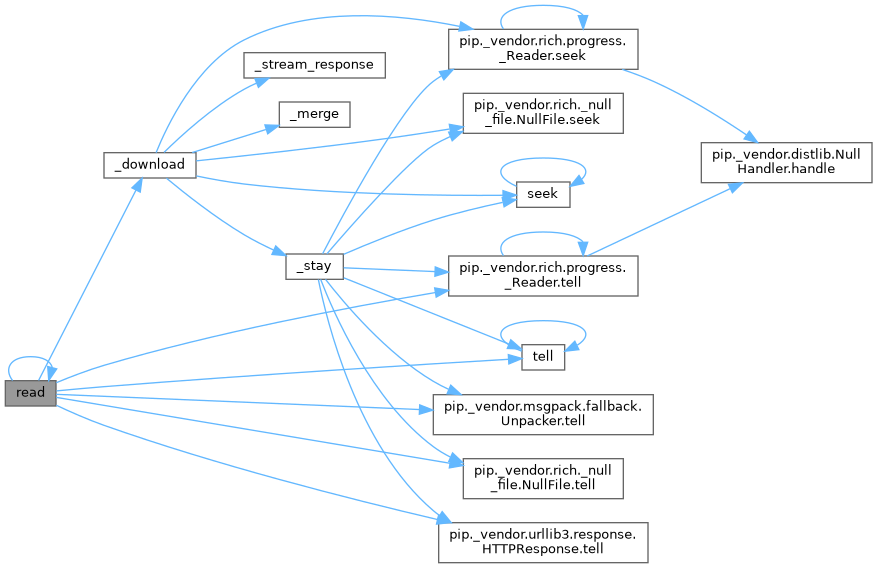 pip._vendor.rich.progress.
_Reader.seek
_stream_response
_merge
pip._vendor.rich._null
_file.NullFile.seek
_download
pip._vendor.distlib.Null
Handler.handle
seek
_stay
pip._vendor.rich.progress.
_Reader.tell
tell
read
pip._vendor.msgpack.fallback.
Unpacker.tell
pip._vendor.rich._null
_file.NullFile.tell
pip._vendor.urllib3.response.
HTTPResponse.tell